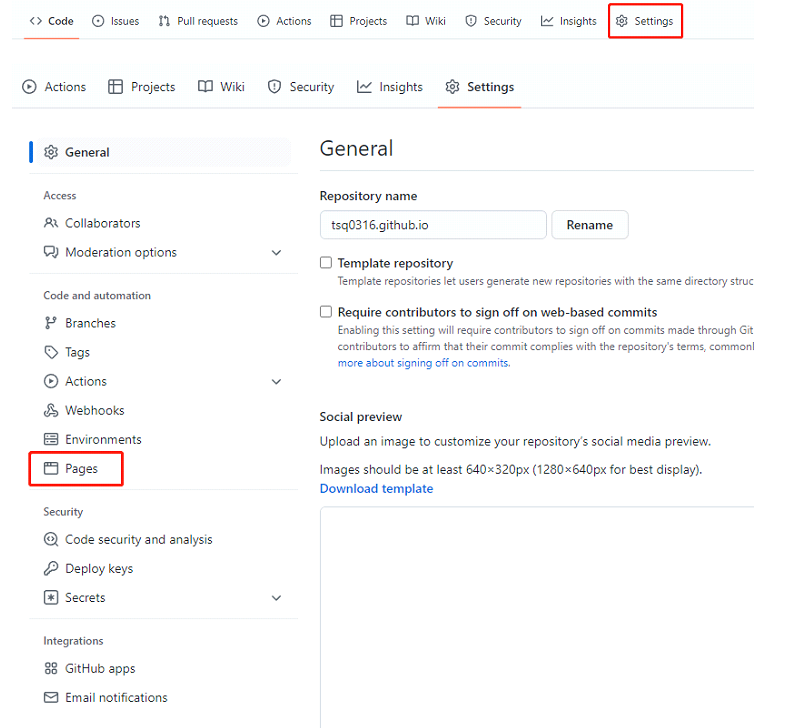 Code Issues Pull requests Actions Projects Wiki Security Insights Settings
Actions Projects Wiki Security Insights Settings
General
Access
Collaborators
Moderation options
Code and automation
Branches
Tags
Actions
Webhooks
Environments
Pages
Security
Code security and analysis
Deploy keys
Secrets
Integrations
GitHub apps
Email notifications
General
Repository name
tsq0316.github.io Rename
Template repository
Template repositories let users generate new repositories with the same directory struc
Require contributors to sign off on web-based commits
Enabling this setting will require contributors to sign off on commits made through Git
contributors to affirm that their commit complies with the repository's terms, commonl
more about signing off on commits.
Social preview
Upload an image to customize your repository's social media preview.
Images should be at least 640×320px (1280×640px for best display).
Download template